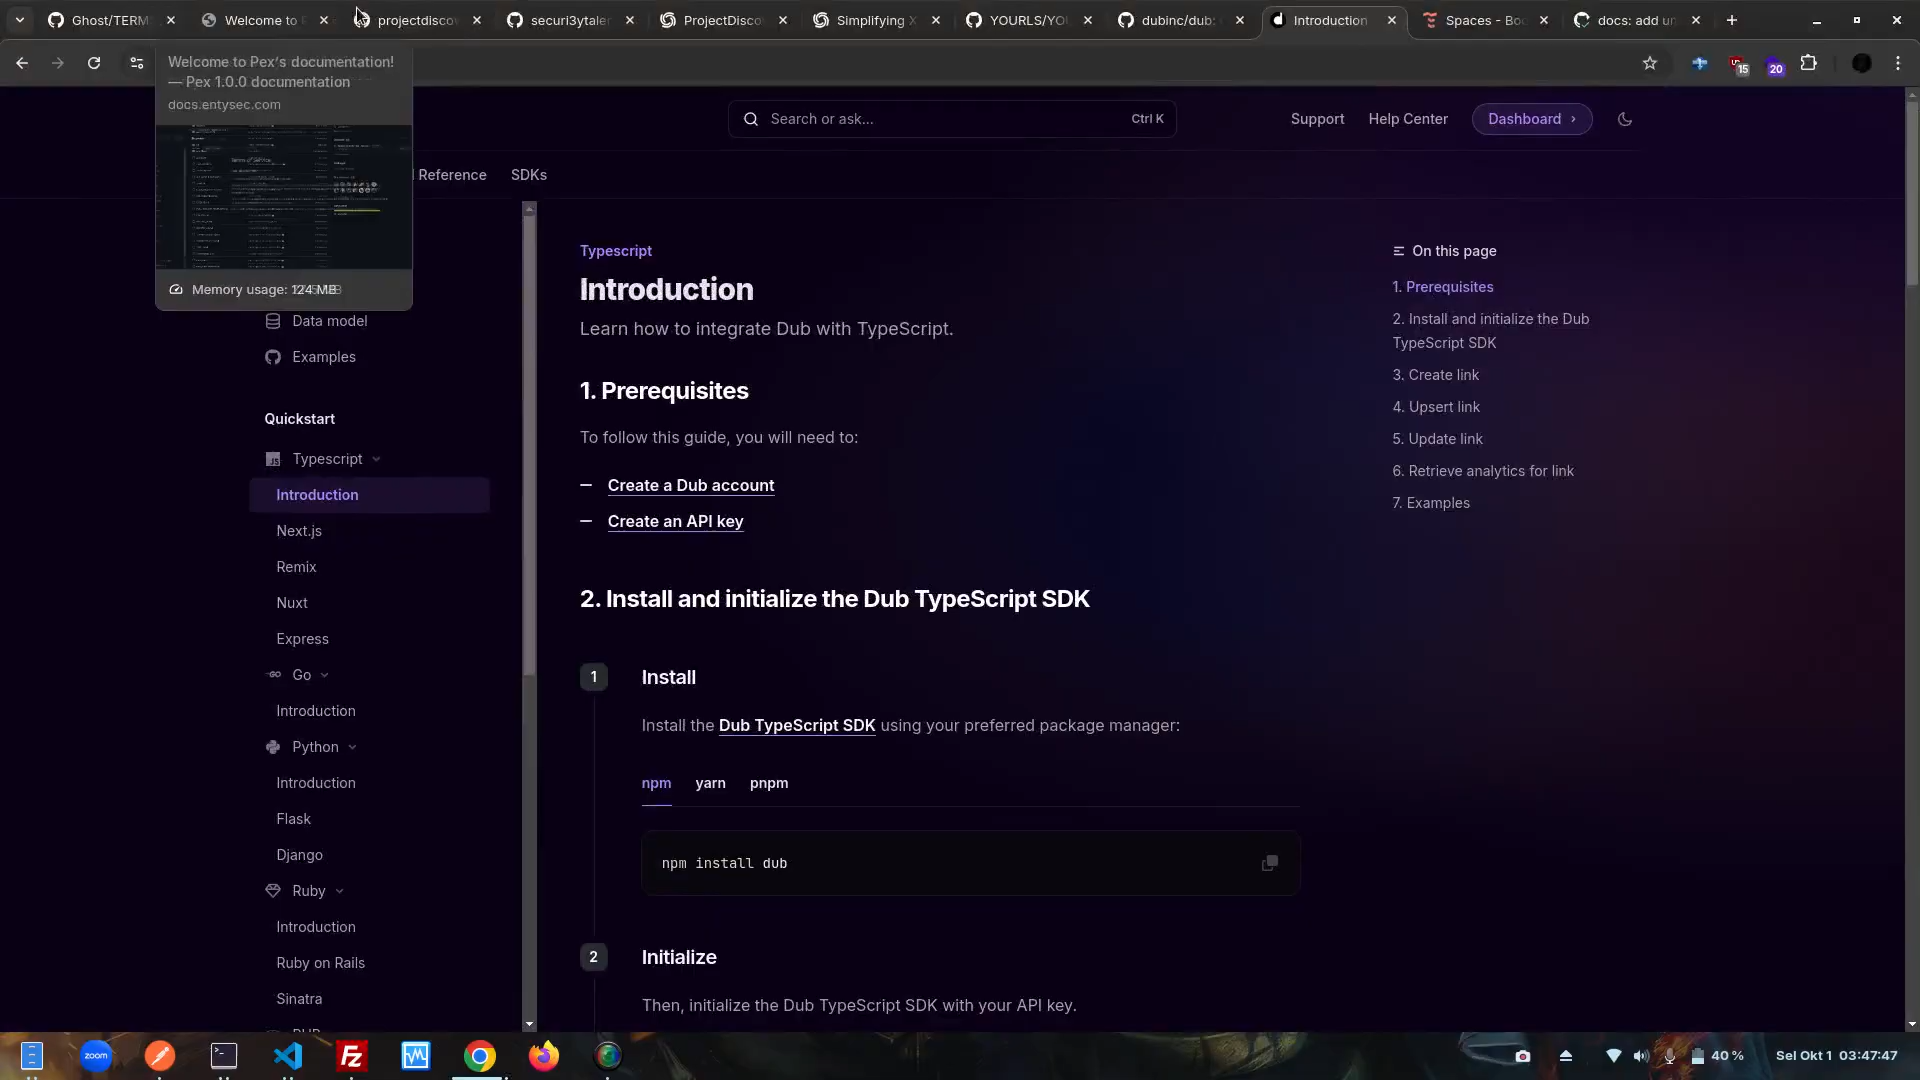 Ghost/TERM
Welcome to P
projectdiscov
securi3ytalen
ProjectDisco
Simplifying X
YOURLS/YO
dubinc/dub:
Introduction
Spaces - Boo
docs: add un
Welcome to Pex's documentation!
— Pex 1.0.0 documentation
docs.entysec.com
Memory usage:
15
20
Search or ask...
Ctrl K
Support
Help Center
Dashboard
Reference
SDKs
Data model
Examples
Quickstart
Typescript
Introduction
Next.js
Remix
Nuxt
Express
Go
Introduction
Python
Introduction
Flask
Django
Ruby
Introduction
Ruby on Rails
Sinatra
Typescript
Introduction
Learn how to integrate Dub with TypeScript.
1. Prerequisites
To follow this guide, you will need to:
— Create a Dub account
— Create an API key
2. Install and initialize the Dub TypeScript SDK
1
Install
Install the Dub TypeScript SDK using your preferred package manager:
npm yarn pnpm
npm install dub
2
Initialize
Then, initialize the Dub TypeScript SDK with your API key.
On this page
1. Prerequisites
2. Install and initialize the Dub
TypeScript SDK
3. Create link
4. Upsert link
5. Update link
6. Retrieve analytics for link
7. Examples
zoom
40 %
Sel Okt 1 03:47:47